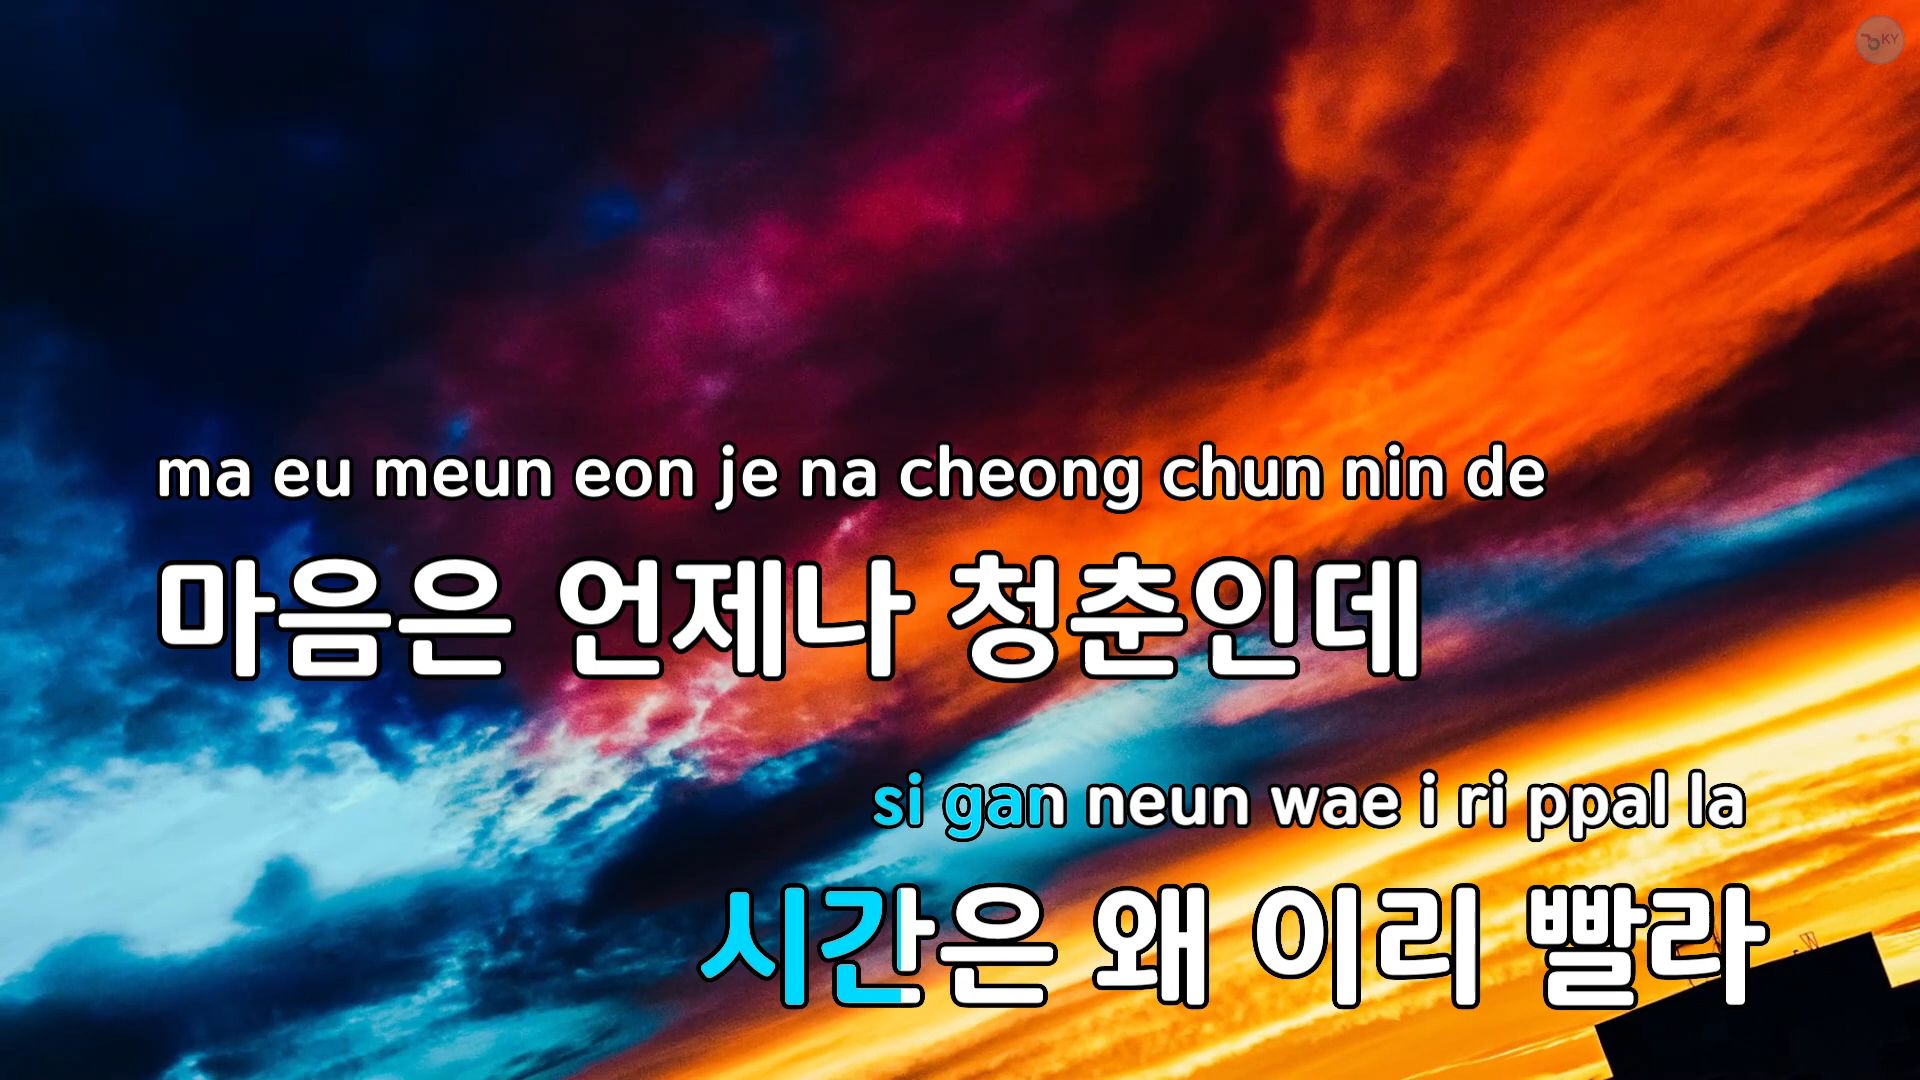 KY
ma eu meun eon je na cheong chun nin de
마음은 언제나 청춘인데
si gan neun wae i ri ppal la
시간은 왜 이리 빨라